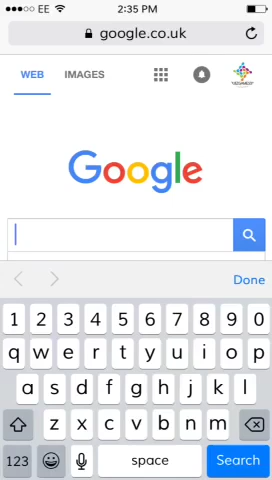 EE 2:35 PM
google.co.uk
WEB IMAGES
Google
Done
1 2 3 4 5 6 7 8 9 0
q w e r t y u i o p
a s d f g h j k l
z x c v b n m
123 space Search